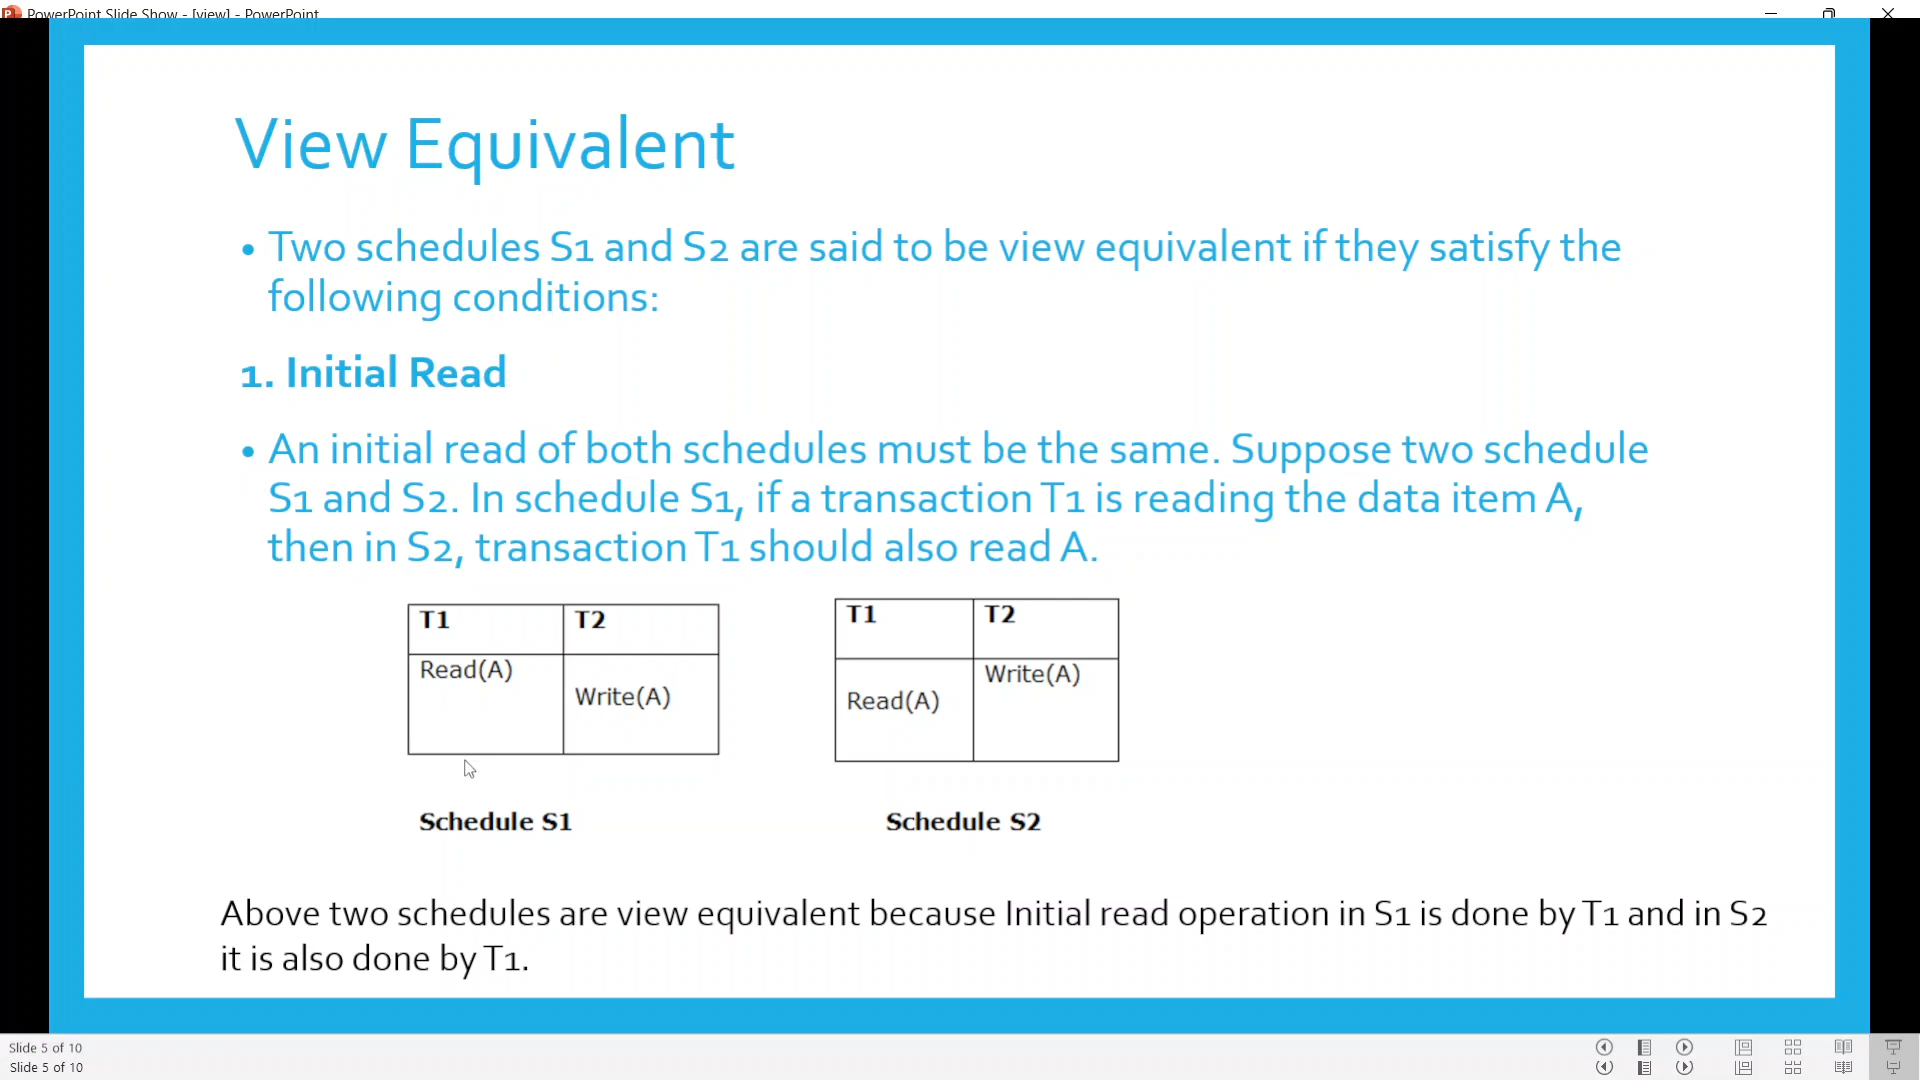 PowerPoint Slide Show - [view] - PowerPoint
View Equivalent
• Two schedules S1 and S2 are said to be view equivalent if they satisfy the
following conditions:
1. Initial Read
• An initial read of both schedules must be the same. Suppose two schedule
S1 and S2. In schedule S1, if a transaction T1 is reading the data item A,
then in S2, transaction T1 should also read A.
T1 T2
Read(A)
Write(A)
Schedule S1
T1 T2
Write(A)
Read(A)
Schedule S2
Above two schedules are view equivalent because Initial read operation in S1 is done by T1 and in S2
it is also done by T1.
Slide 5 of 10
Slide 5 of 10